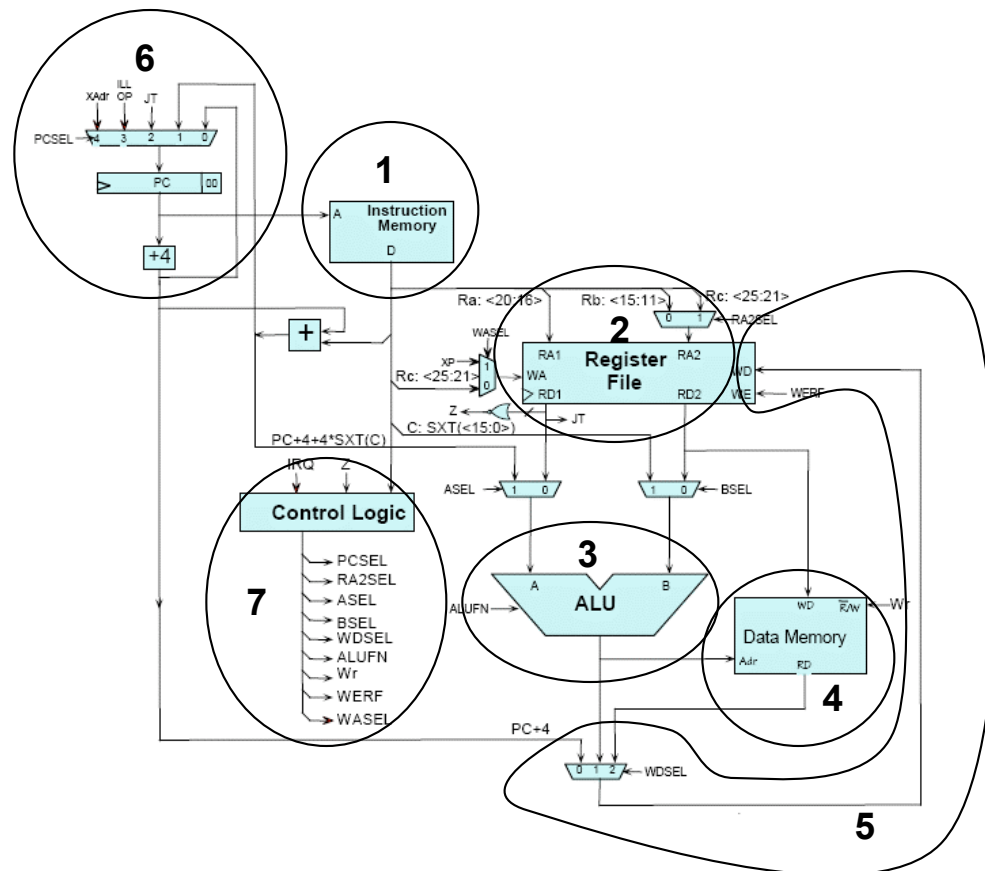 6
ILL
XAdr OP JT
PCSEL 4 3 2 1 0
PC 00
+4
1
A Instruction
Memory
D
Ra: <20:16> Rb: <15:11> Rc: <25:21>
0 1 RA2SEL
+
2
WASEL
XP 1
Rc: <25:21> 0
RA1 Register RA2 WD
WA File
RD1 RD2 WE WERF
Z JT
C: SXT(<15:0>)
PC+4+4*SXT(C)
IRQ Z
ASEL 1 0 1 0 BSEL
Control Logic
7
PCSEL
RA2SEL
ASEL
BSEL
WDSEL
ALUFN
Wr
WERF
WASEL
3
A B
ALUFN ALU
WD R/W Wr
Data Memory
Adr RD
4
PC+4
0 1 2 WDSEL
5